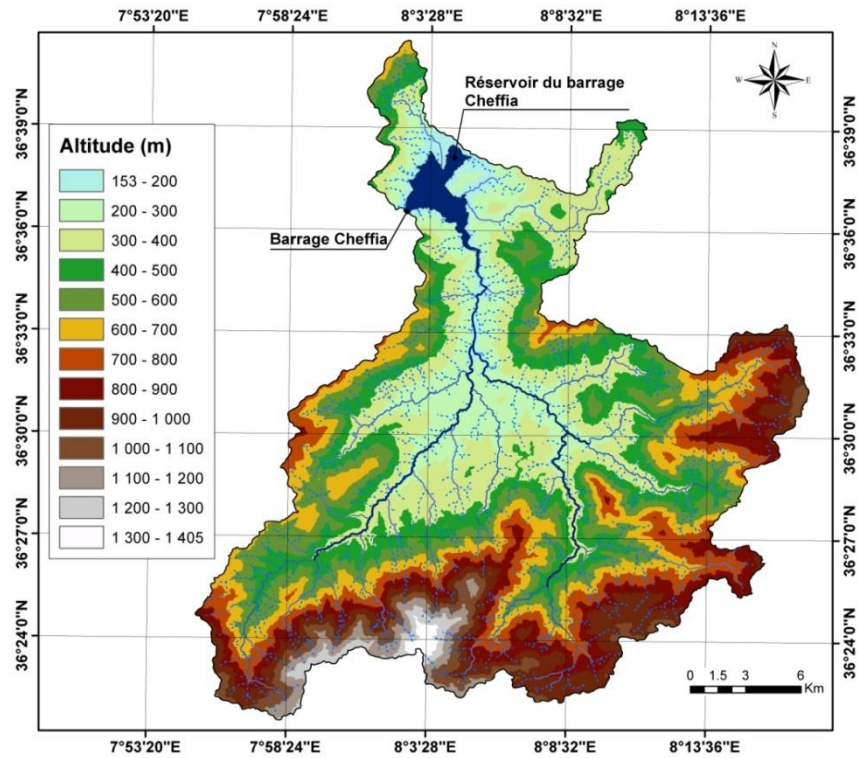 7°53'20"E 7°58'24"E 8°3'28"E 8°8'32"E 8°13'36"E
N
W E
S
Réservoir du barrage
Cheffia
Barrage Cheffia
36°39'0"N
36°36'0"N
36°33'0"N
36°30'0"N
36°27'0"N
36°24'0"N
Altitude (m)
153 - 200
200 - 300
300 - 400
400 - 500
500 - 600
600 - 700
700 - 800
800 - 900
900 - 1 000
1 000 - 1 100
1 100 - 1 200
1 200 - 1 300
1 300 - 1 405
36°39'0"N
36°36'0"N
36°33'0"N
36°30'0"N
36°27'0"N
36°24'0"N
0 1.5 3 6
Km
7°53'20"E 7°58'24"E 8°3'28"E 8°8'32"E 8°13'36"E